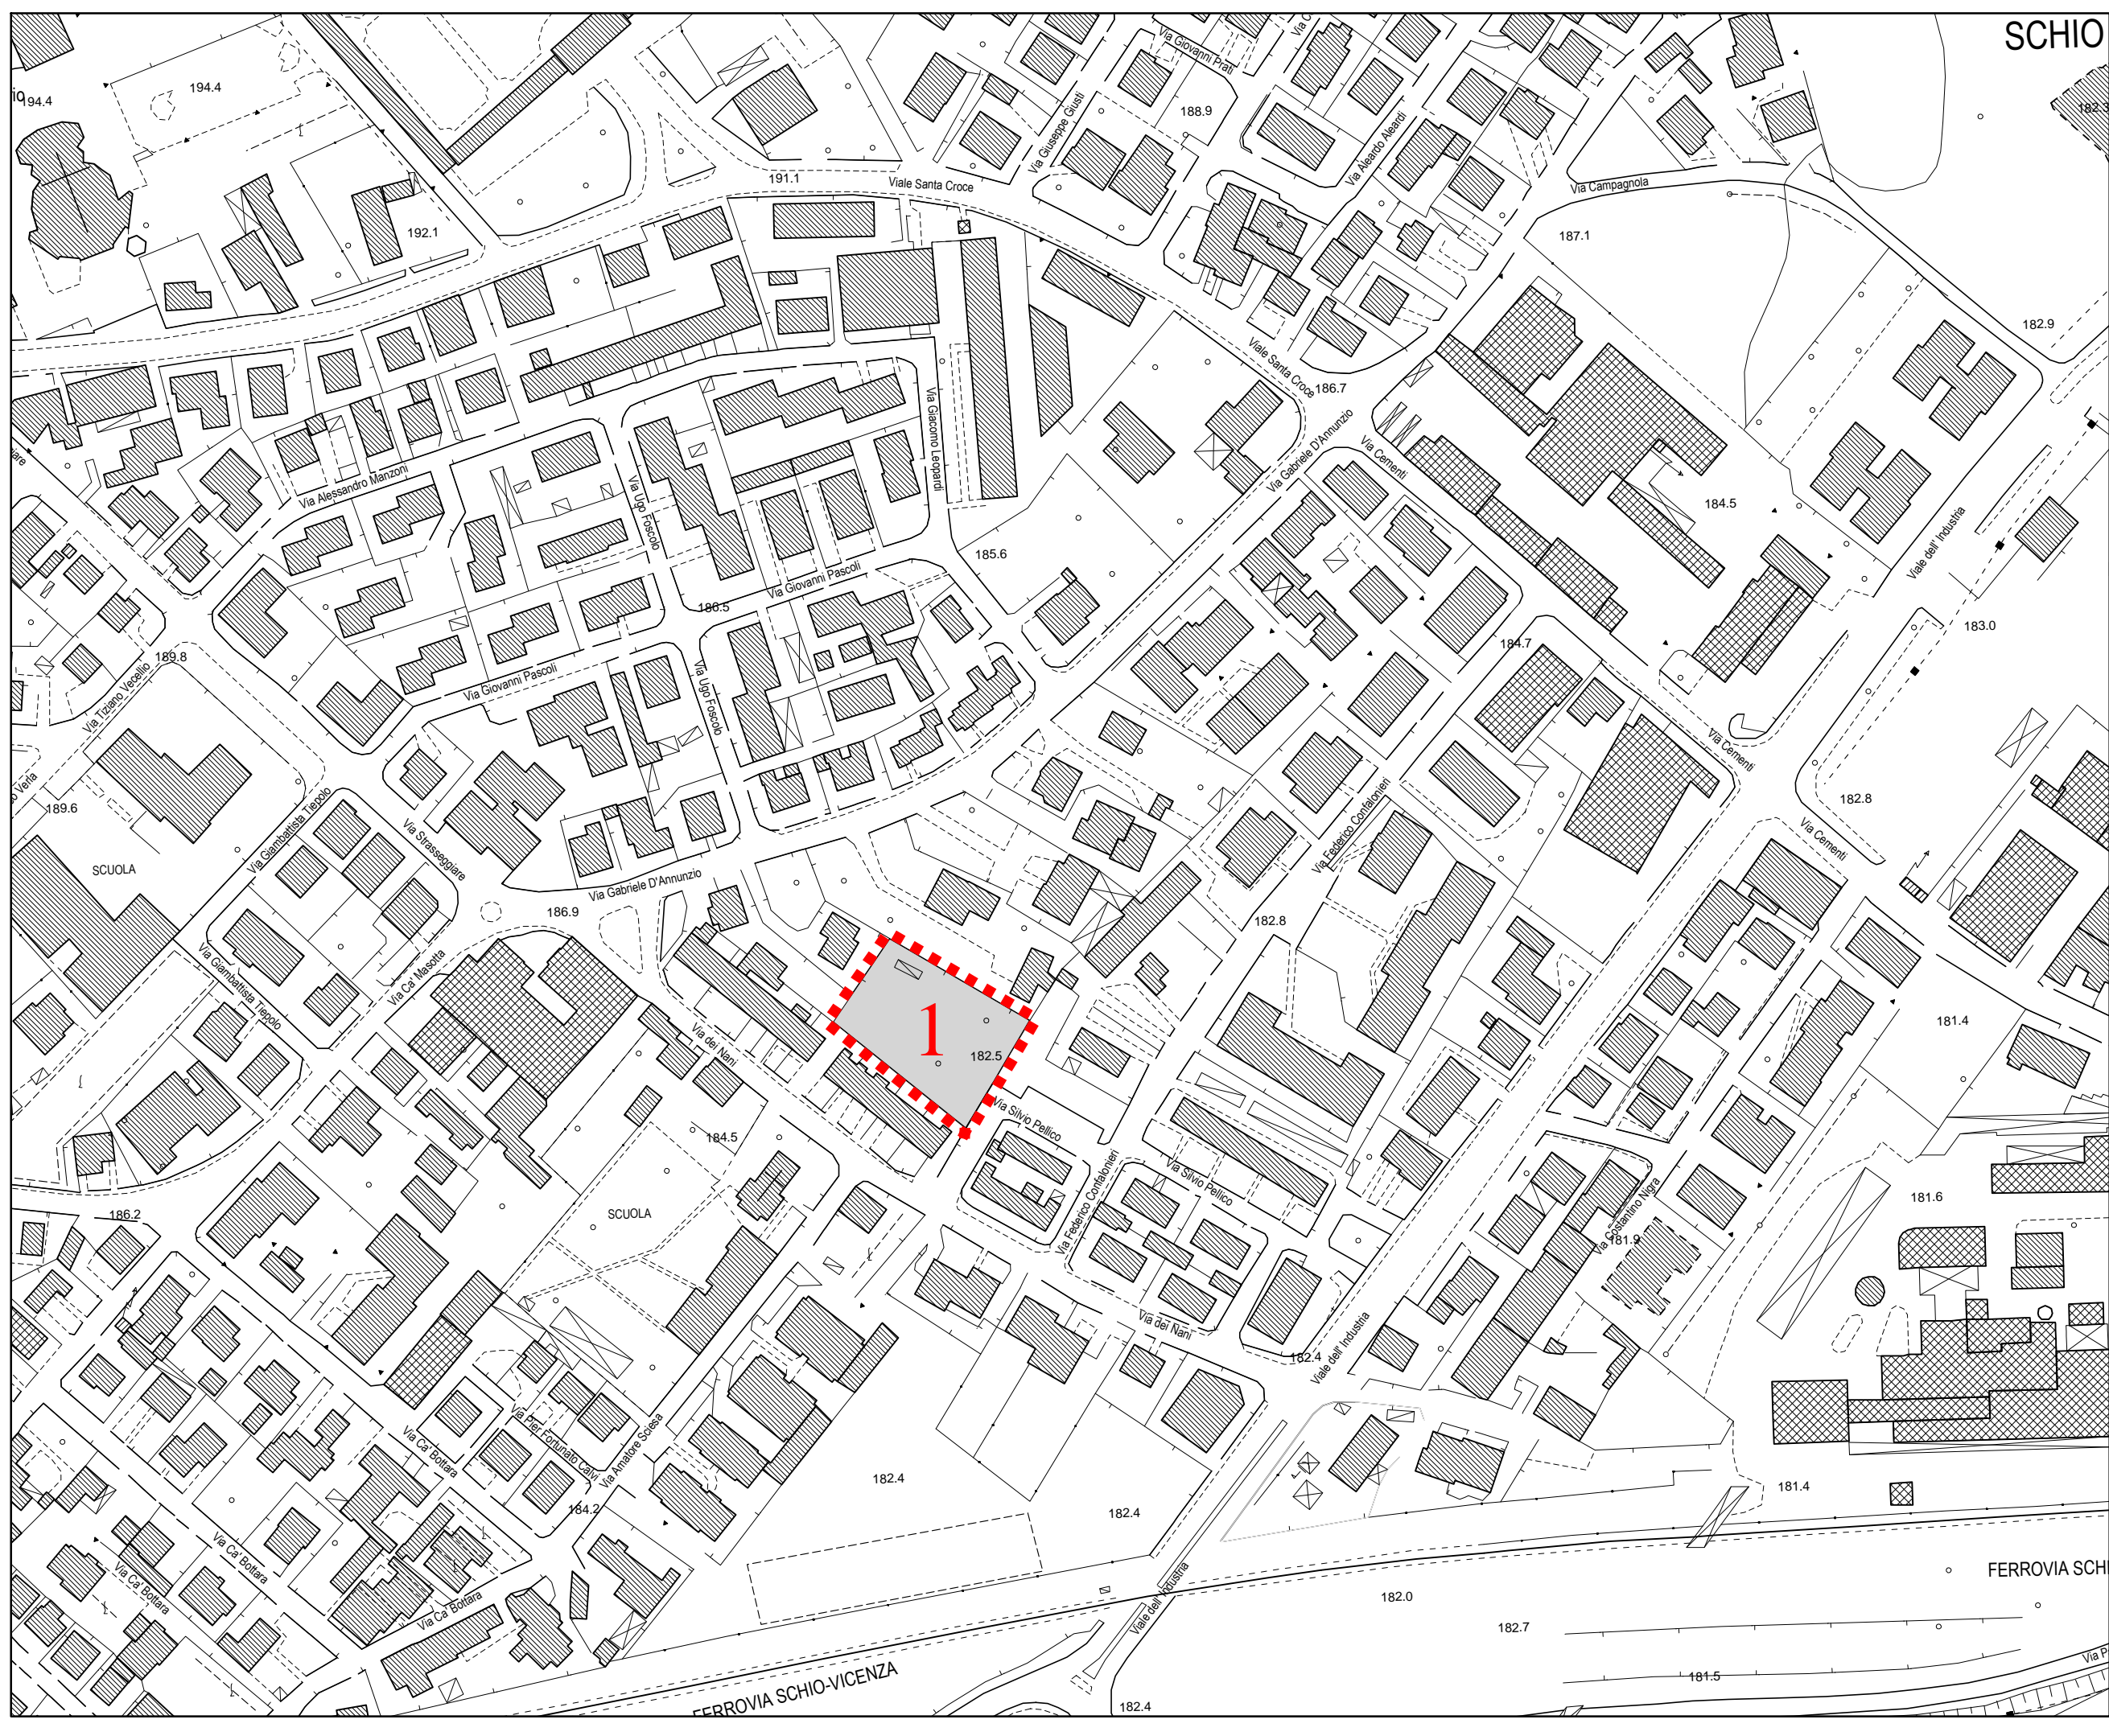 SCHIO
Via Giovanni Prati
194.4
194.4
182.3
188.9
Via Giuseppe Giusti
Via Aleardo Aleardi
191.1
Viale Santa Croce
Via Campagnola
192.1
187.1
182.9
Viale Santa Croce
186.7
Via Giacomo Leopardi
Via Gabriele D'Annunzio
Via Cementi
Via Alessandro Manzoni
Via Ugo Foscolo
184.5
Viale dell' Industria
185.6
Via Giovanni Pascoli
186.5
183.0
184.7
189.8
Via Tiziano Vecellio
Via Giovanni Pascoli
Via Ugo Foscolo
Via Cementi
o Verla
189.6
Via Giambattista Tiepolo
Via Strasseggiare
Via Federico Confalonieri
182.8
Via Cementi
SCUOLA
Via Gabriele D'Annunzio
186.9
182.8
Via Giambattista Tiepolo
Via Ca' Masotta
1
182.5
Via dei Nani
181.4
Via Silvio Pellico
184.5
Via Silvio Pellico
Via Federico Confalonieri
186.2
SCUOLA
181.6
Via Costantino Nigra
181.9
Via dei Nani
Viale dell' Industria
182.4
Via Pier Fortunato Calvi
Via Amatore Sciesa
Via Ca' Bottara
182.4
181.4
184.2
182.4
Via Ca' Bottara
Via Ca' Bottara
Via Ca' Bottara
FERROVIA SCHI
Viale dell' Industria
182.0
182.7
FERROVIA SCHIO-VICENZA
181.5
182.4
Via P